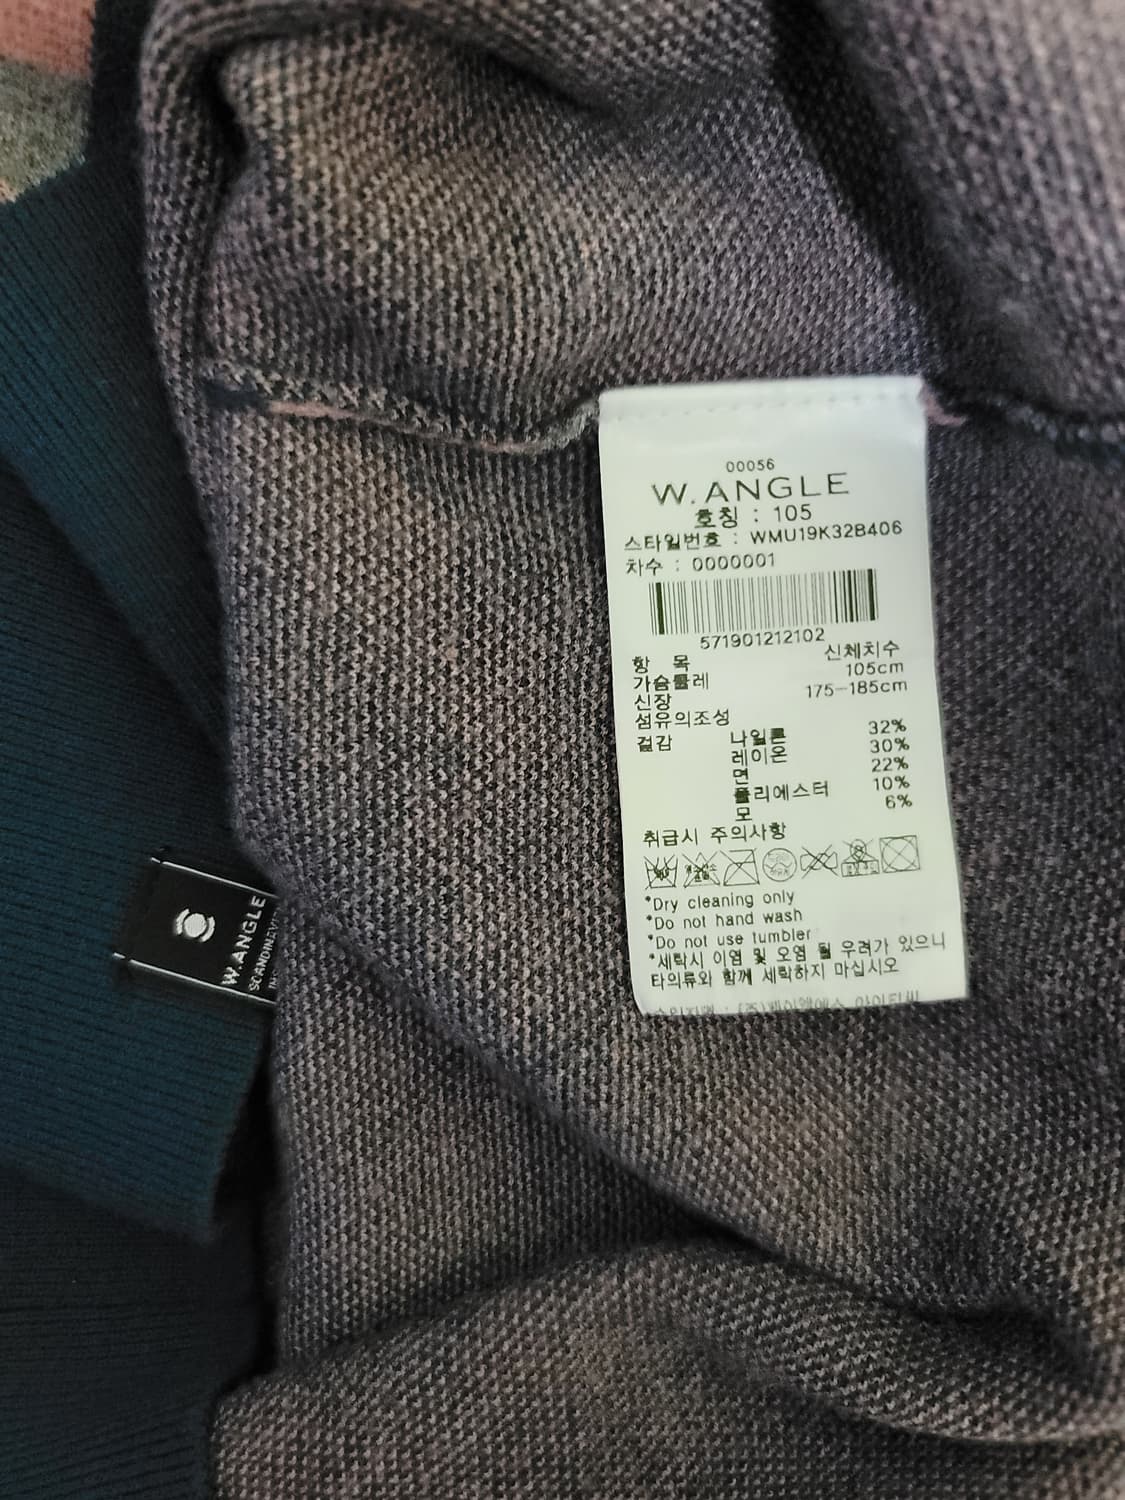 00056
W.ANGLE
호칭 : 105
스타일번호 : WMU19K32B406
차수 : 0000001
571901212102
항 목 신체치수
가슴둘레 105cm
신장 175-185cm
섬유의조성
겉감 나일론 32%
레이온 30%
면 22%
폴리에스터 10%
모 6%
취급시 주의사항
*Dry cleaning only
*Do not hand wash
*Do not use tumbler
*세탁시 이염 및 오염 될 우려가 있으니
타의류와 함께 세탁하지 마십시오
W.ANGLE